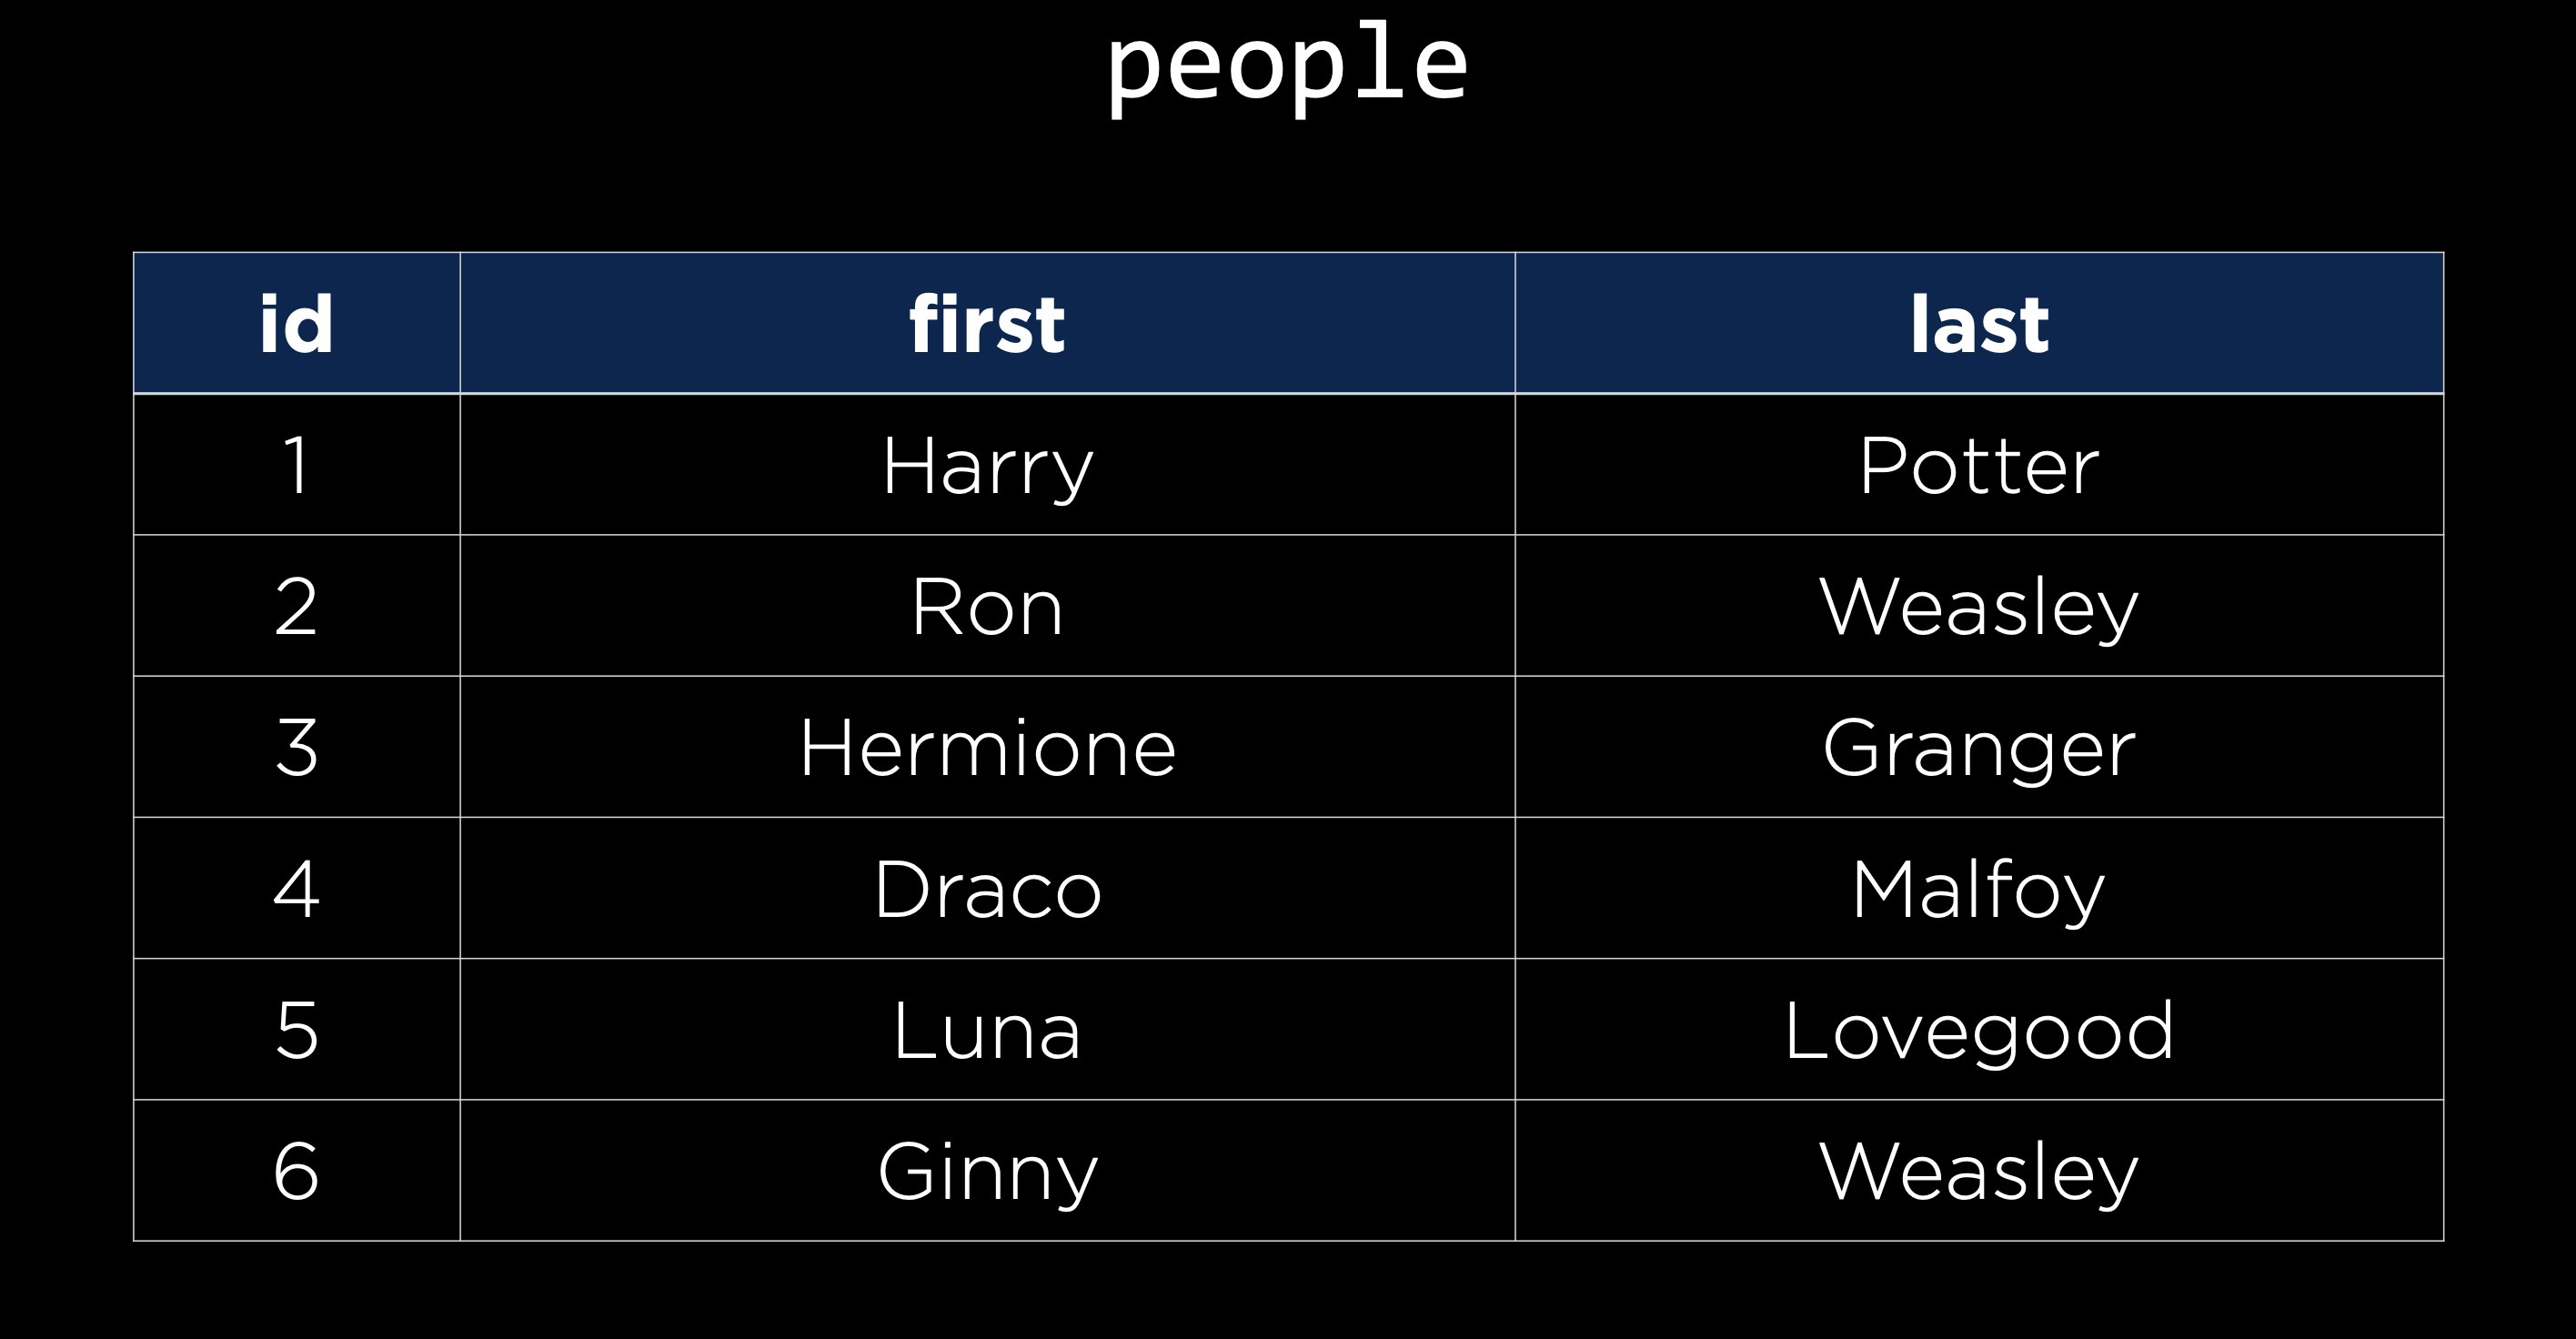 people
id first last
1 Harry Potter
2 Ron Weasley
3 Hermione Granger
4 Draco Malfoy
5 Luna Lovegood
6 Ginny Weasley